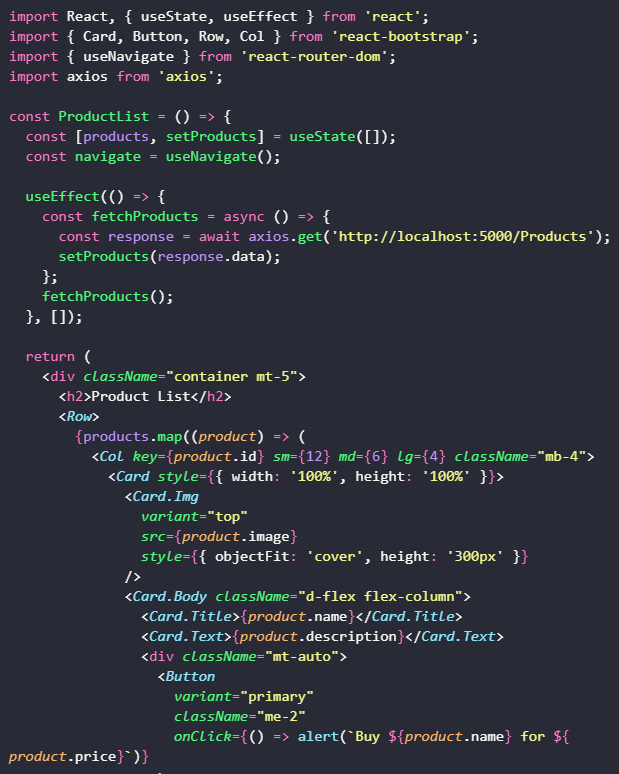 import React, { useState, useEffect } from 'react';
import { Card, Button, Row, Col } from 'react-bootstrap';
import { useNavigate } from 'react-router-dom';
import axios from 'axios';

const ProductList = () => {
  const [products, setProducts] = useState([]);
  const navigate = useNavigate();

  useEffect(() => {
    const fetchProducts = async () => {
      const response = await axios.get('http://localhost:5000/Products');
      setProducts(response.data);
    };
    fetchProducts();
  }, []);

  return (
    <div className="container mt-5">
      <h2>Product List</h2>
      <Row>
        {products.map((product) => (
          <Col key={product.id} sm={12} md={6} lg={4} className="mb-4">
            <Card style={{ width: '100%', height: '100%' }}>
              <Card.Img
                variant="top"
                src={product.image}
                style={{ objectFit: 'cover', height: '300px' }}
              />
              <Card.Body className="d-flex flex-column">
                <Card.Title>{product.name}</Card.Title>
                <Card.Text>{product.description}</Card.Text>
                <div className="mt-auto">
                  <Button
                    variant="primary"
                    className="me-2"
                    onClick={() => alert(`Buy ${product.name} for ${
product.price}`)}